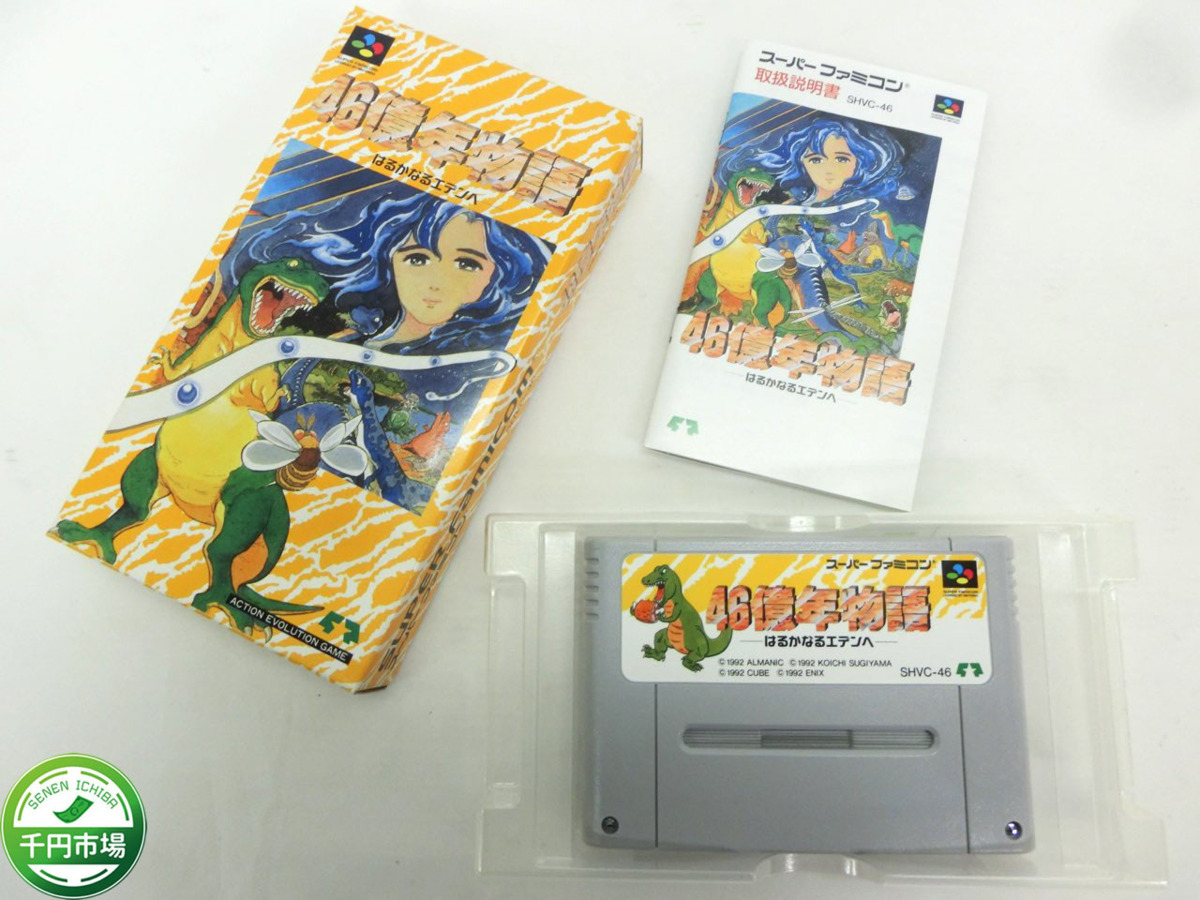 46億年物語
はるかなるエデンへ
Super Famicom
ACTION EVOLUTION GAME
スーパーファミコン®
取扱説明書 SHVC-46
46億年物語
はるかなるエデンへ
スーパーファミコン®
46億年物語
はるかなるエデンへ
©1992 ALMANIC ©1992 KOICHI SUGIYAMA
©1992 CUBE ©1992 ENIX
SHVC-46
SENEN ICHIBA
千円市場